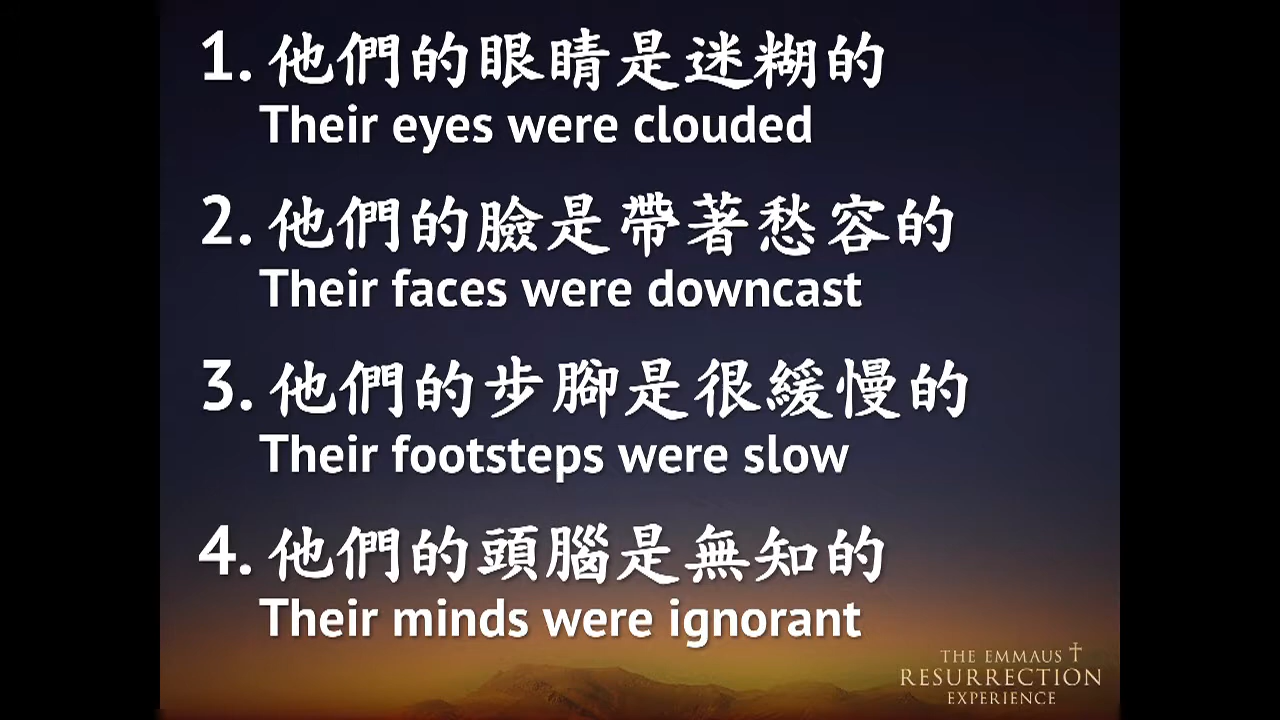 1. 他們的眼睛是迷糊的
Their eyes were clouded
2. 他們的臉是帶著愁容的
Their faces were downcast
3. 他們的步腳是很緩慢的
Their footsteps were slow
4. 他們的頭腦是無知的
Their minds were ignorant
THE EMMAUS
RESURRECTION
EXPERIENCE